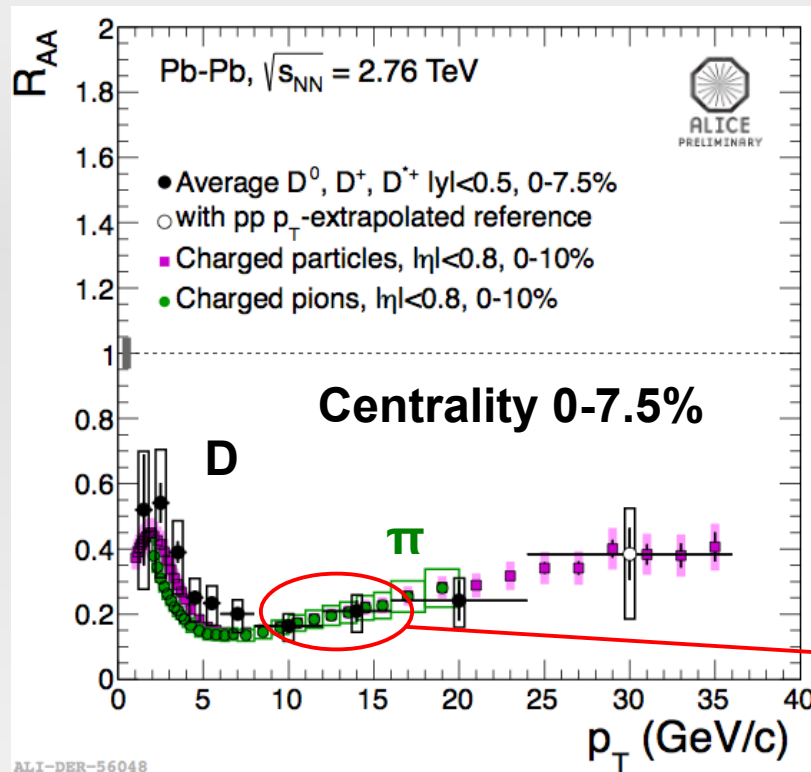 R_AA
2
1.8
1.6
1.4
1.2
1
0.8
0.6
0.4
0.2
0
Pb-Pb, √s_NN = 2.76 TeV
ALICE
PRELIMINARY
Average D^0, D^+, D^*+ |y|<0.5, 0-7.5%
with pp p_T-extrapolated reference
Charged particles, |η|<0.8, 0-10%
Charged pions, |η|<0.8, 0-10%
Centrality 0-7.5%
D
π
0 5 10 15 20 25 30 35 40
p_T (GeV/c)
ALI-DER-56048